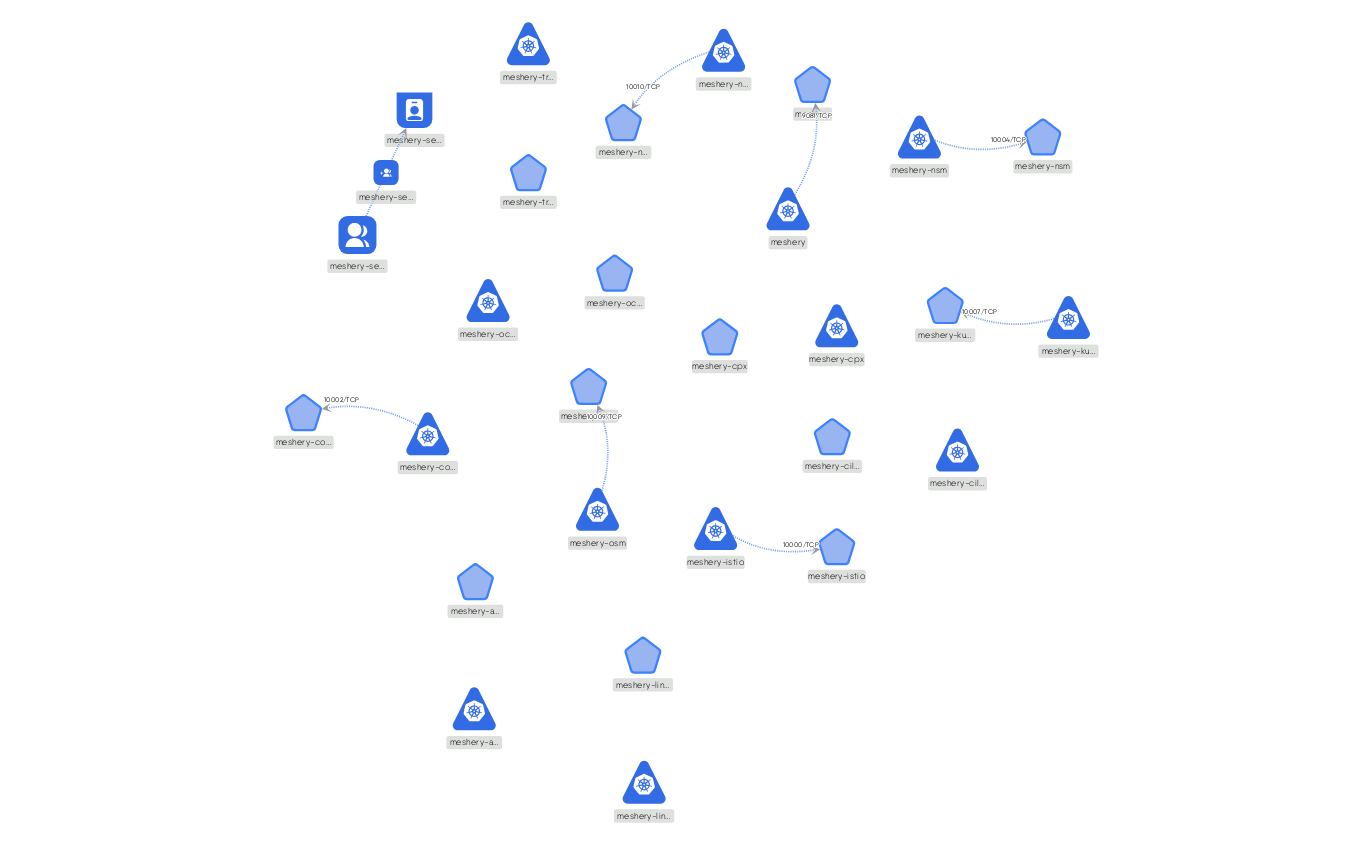 meshery-tr...
meshery-n...
10010/TCP
meshery-se...
meshery-n...
10004/TCP
meshery-nsm
meshery-nsm
meshery-se...
meshery-tr...
meshery
meshery-se...
meshery-oc...
meshery-oc...
10007/TCP
meshery-ku...
meshery-ku...
meshery-cpx
meshery-cpx
10002/TCP
10009/TCP
meshery-co...
meshery-co...
meshery-cil...
meshery-cil...
meshery-osm
10000/TCP
meshery-istio
meshery-istio
meshery-a...
meshery-lin...
meshery-a...
meshery-lin...